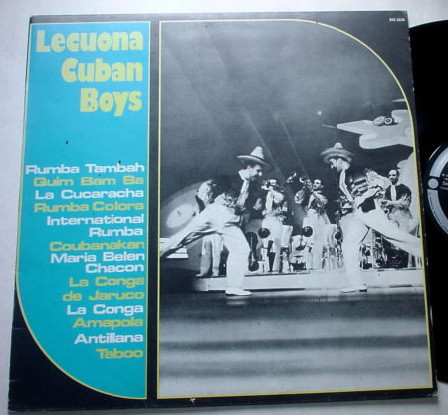 Lecuona
Cuban
Boys
Rumba Tambah
Quim Bam Ba
La Cucaracha
Rumba Colora
International
Rumba
Coubanakan
Maria Belen
Chacon
La Conga
de Jaruco
La Conga
Amapola
Antillana
Taboo